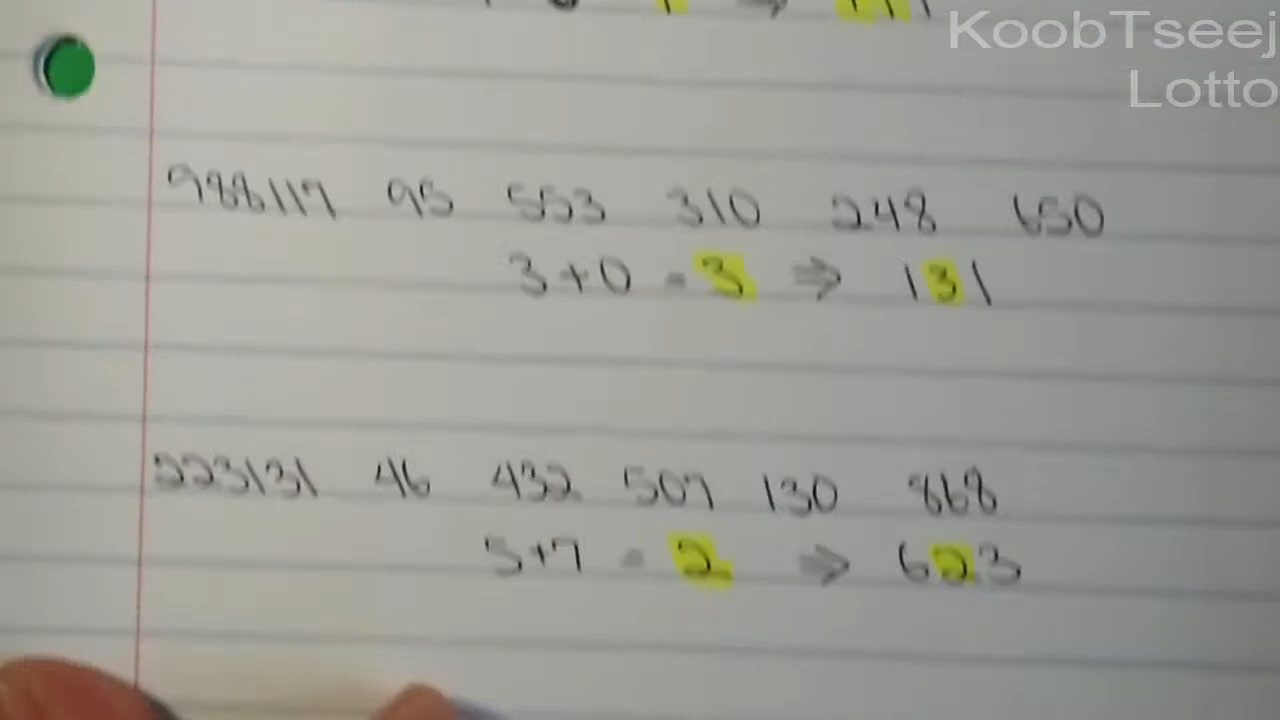 KoobTseej
Lotto
988117 95 553 310 248 650
3+0 = 3 ⇒ 131
223131 46 432 507 130 868
5+7 = 2 ⇒ 623